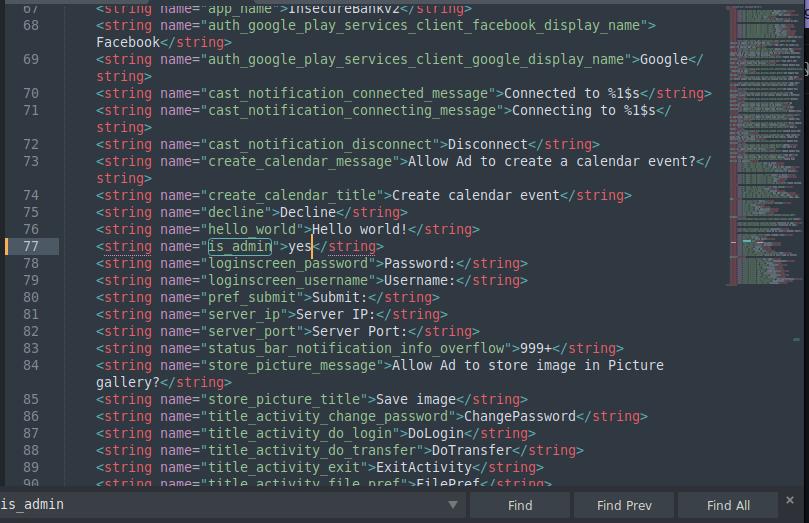 67 <string name="app_name">InsecureBankv2</string>
68 <string name="auth_google_play_services_client_facebook_display_name">
Facebook</string>
69 <string name="auth_google_play_services_client_google_display_name">Google</
string>
70 <string name="cast_notification_connected_message">Connected to %1$s</string>
71 <string name="cast_notification_connecting_message">Connecting to %1$s</
string>
72 <string name="cast_notification_disconnect">Disconnect</string>
73 <string name="create_calendar_message">Allow Ad to create a calendar event?</
string>
74 <string name="create_calendar_title">Create calendar event</string>
75 <string name="decline">Decline</string>
76 <string name="hello_world">Hello world!</string>
77 <string name="is_admin">yes</string>
78 <string name="loginscreen_password">Password:</string>
79 <string name="loginscreen_username">Username:</string>
80 <string name="pref_submit">Submit:</string>
81 <string name="server_ip">Server IP:</string>
82 <string name="server_port">Server Port:</string>
83 <string name="status_bar_notification_info_overflow">999+</string>
84 <string name="store_picture_message">Allow Ad to store image in Picture
gallery?</string>
85 <string name="store_picture_title">Save image</string>
86 <string name="title_activity_change_password">ChangePassword</string>
87 <string name="title_activity_do_login">DoLogin</string>
88 <string name="title_activity_do_transfer">DoTransfer</string>
89 <string name="title_activity_exit">ExitActivity</string>
90 <string name="title_activity_file_pref">FilePref</string>
is_admin Find Find Prev Find All